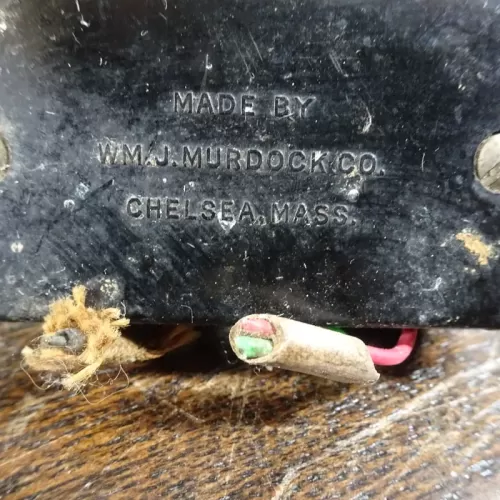 MADE BY
WM. J. MURDOCK CO.
CHELSEA, MASS.